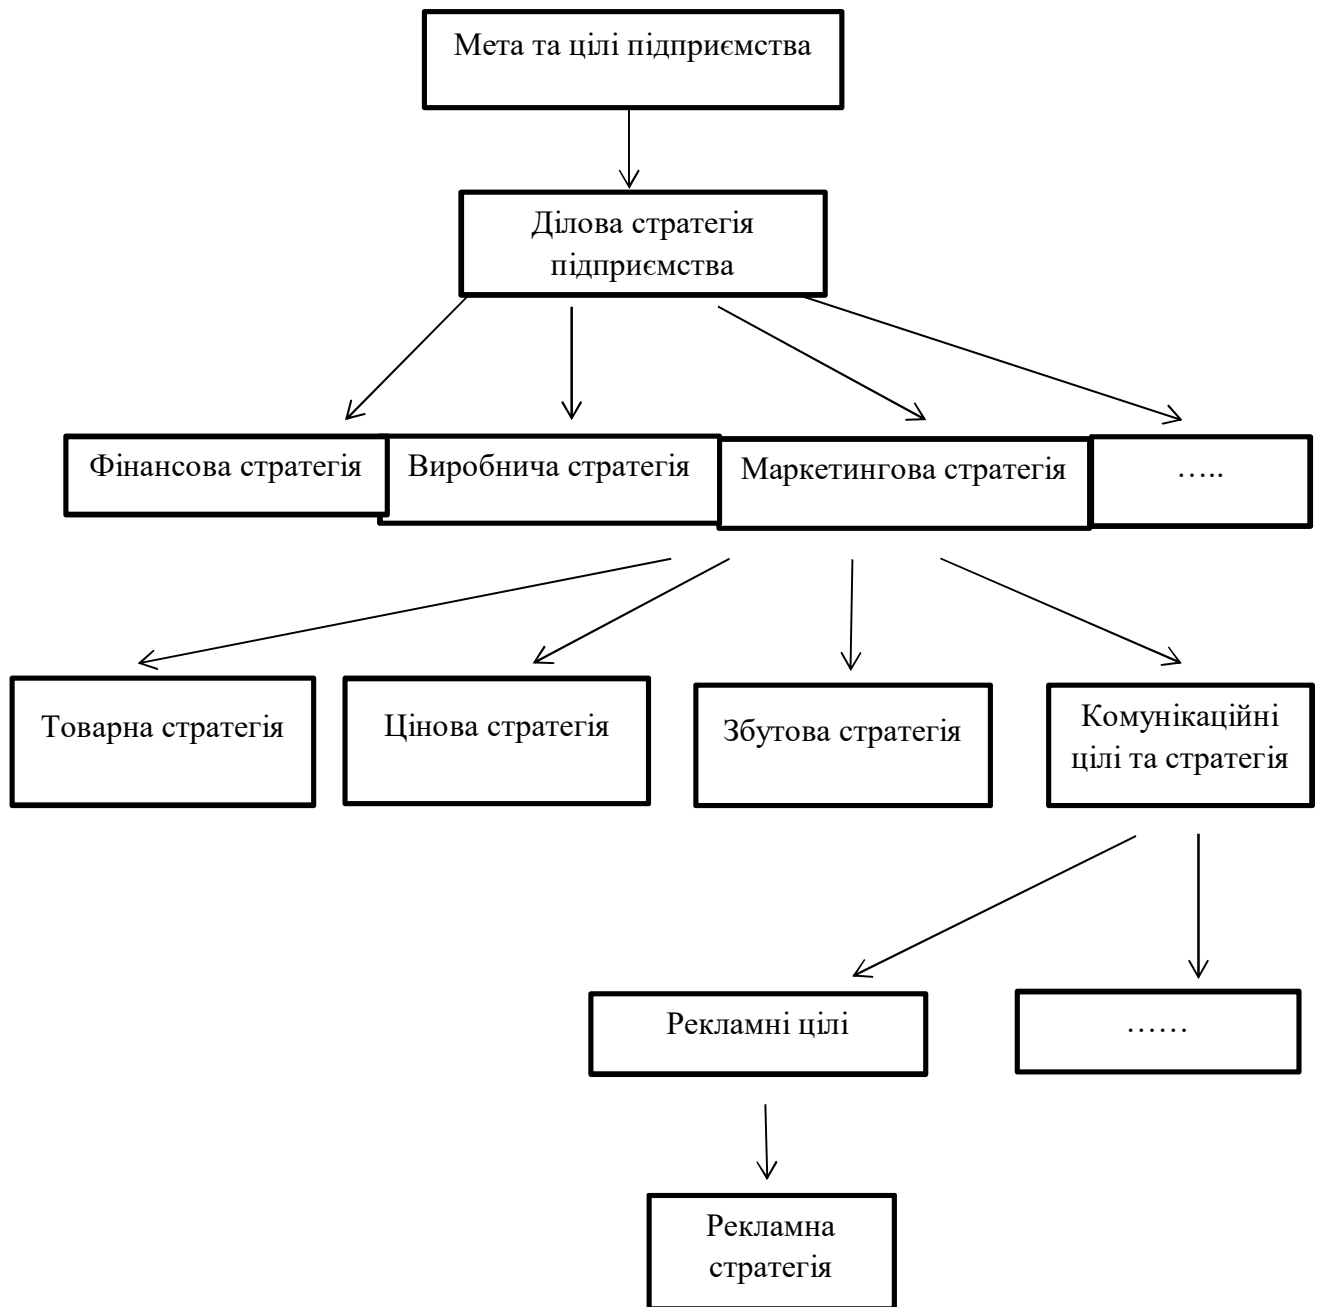 Мета та цілі підприємства
Ділова стратегія
підприємства
Фінансова стратегія
Виробнича стратегія
Маркетингова стратегія
…..
Товарна стратегія
Цінова стратегія
Збутова стратегія
Комунікаційні
цілі та стратегія
Рекламні цілі
……
Рекламна
стратегія